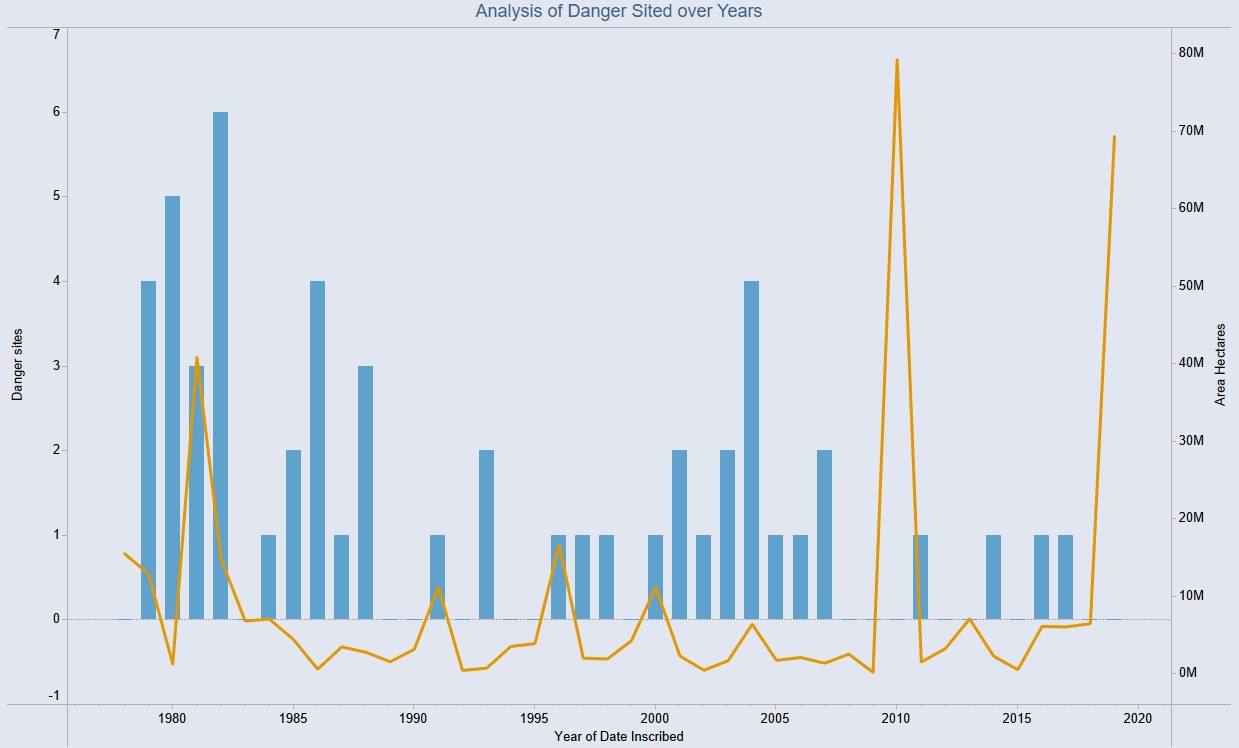 Analysis of Danger Sited over Years
7
6
5
4
3
2
1
0
-1
Danger sites
80M
70M
60M
50M
40M
30M
20M
10M
0M
Area Hectares
1980 1985 1990 1995 2000 2005 2010 2015 2020
Year of Date Inscribed